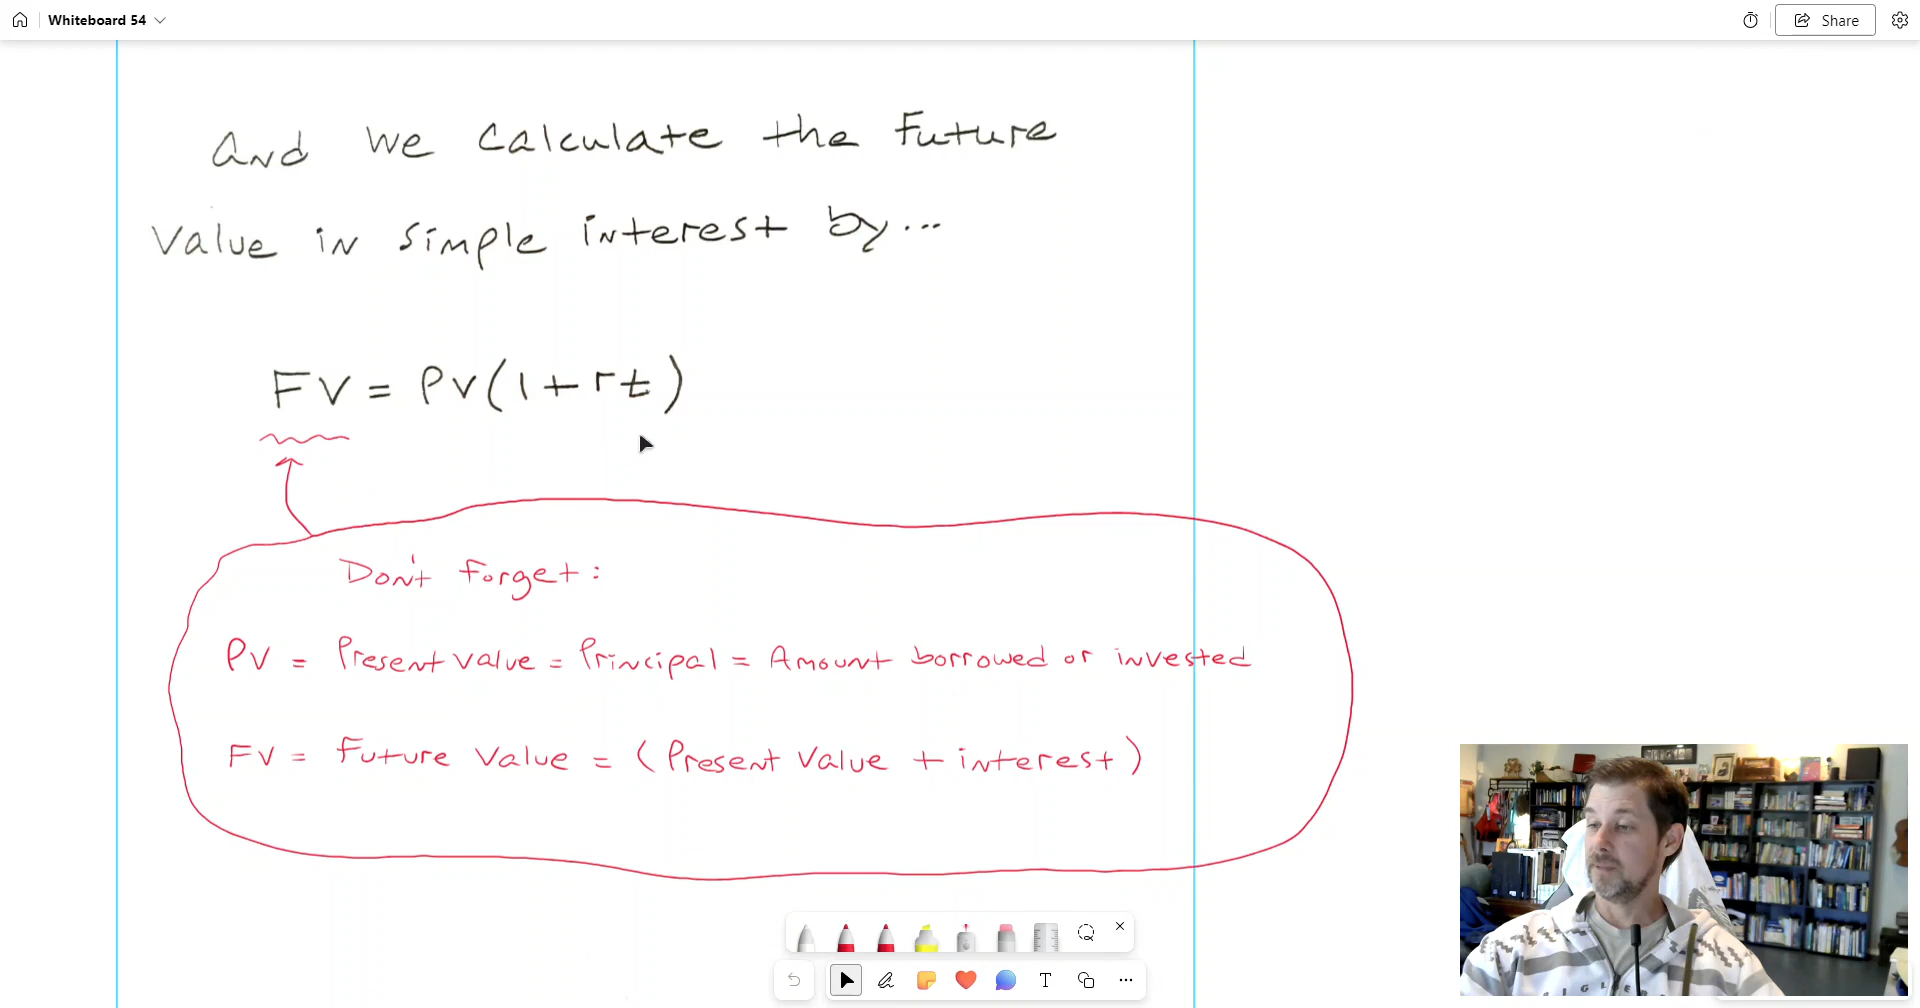 Whiteboard 54
Share
And we calculate the future
value in simple interest by...
FV = PV(1+rt)
Don't forget:
PV = Present value = Principal = Amount borrowed or invested
FV = Future Value = (Present Value + interest)
T